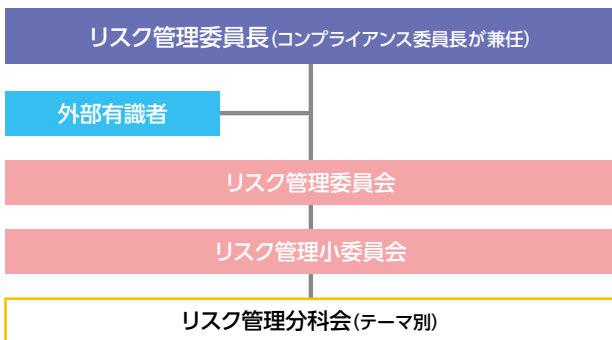 リスク管理委員長(コンプライアンス委員長が兼任)
外部有識者
リスク管理委員会
リスク管理小委員会
リスク管理分科会(テーマ別)